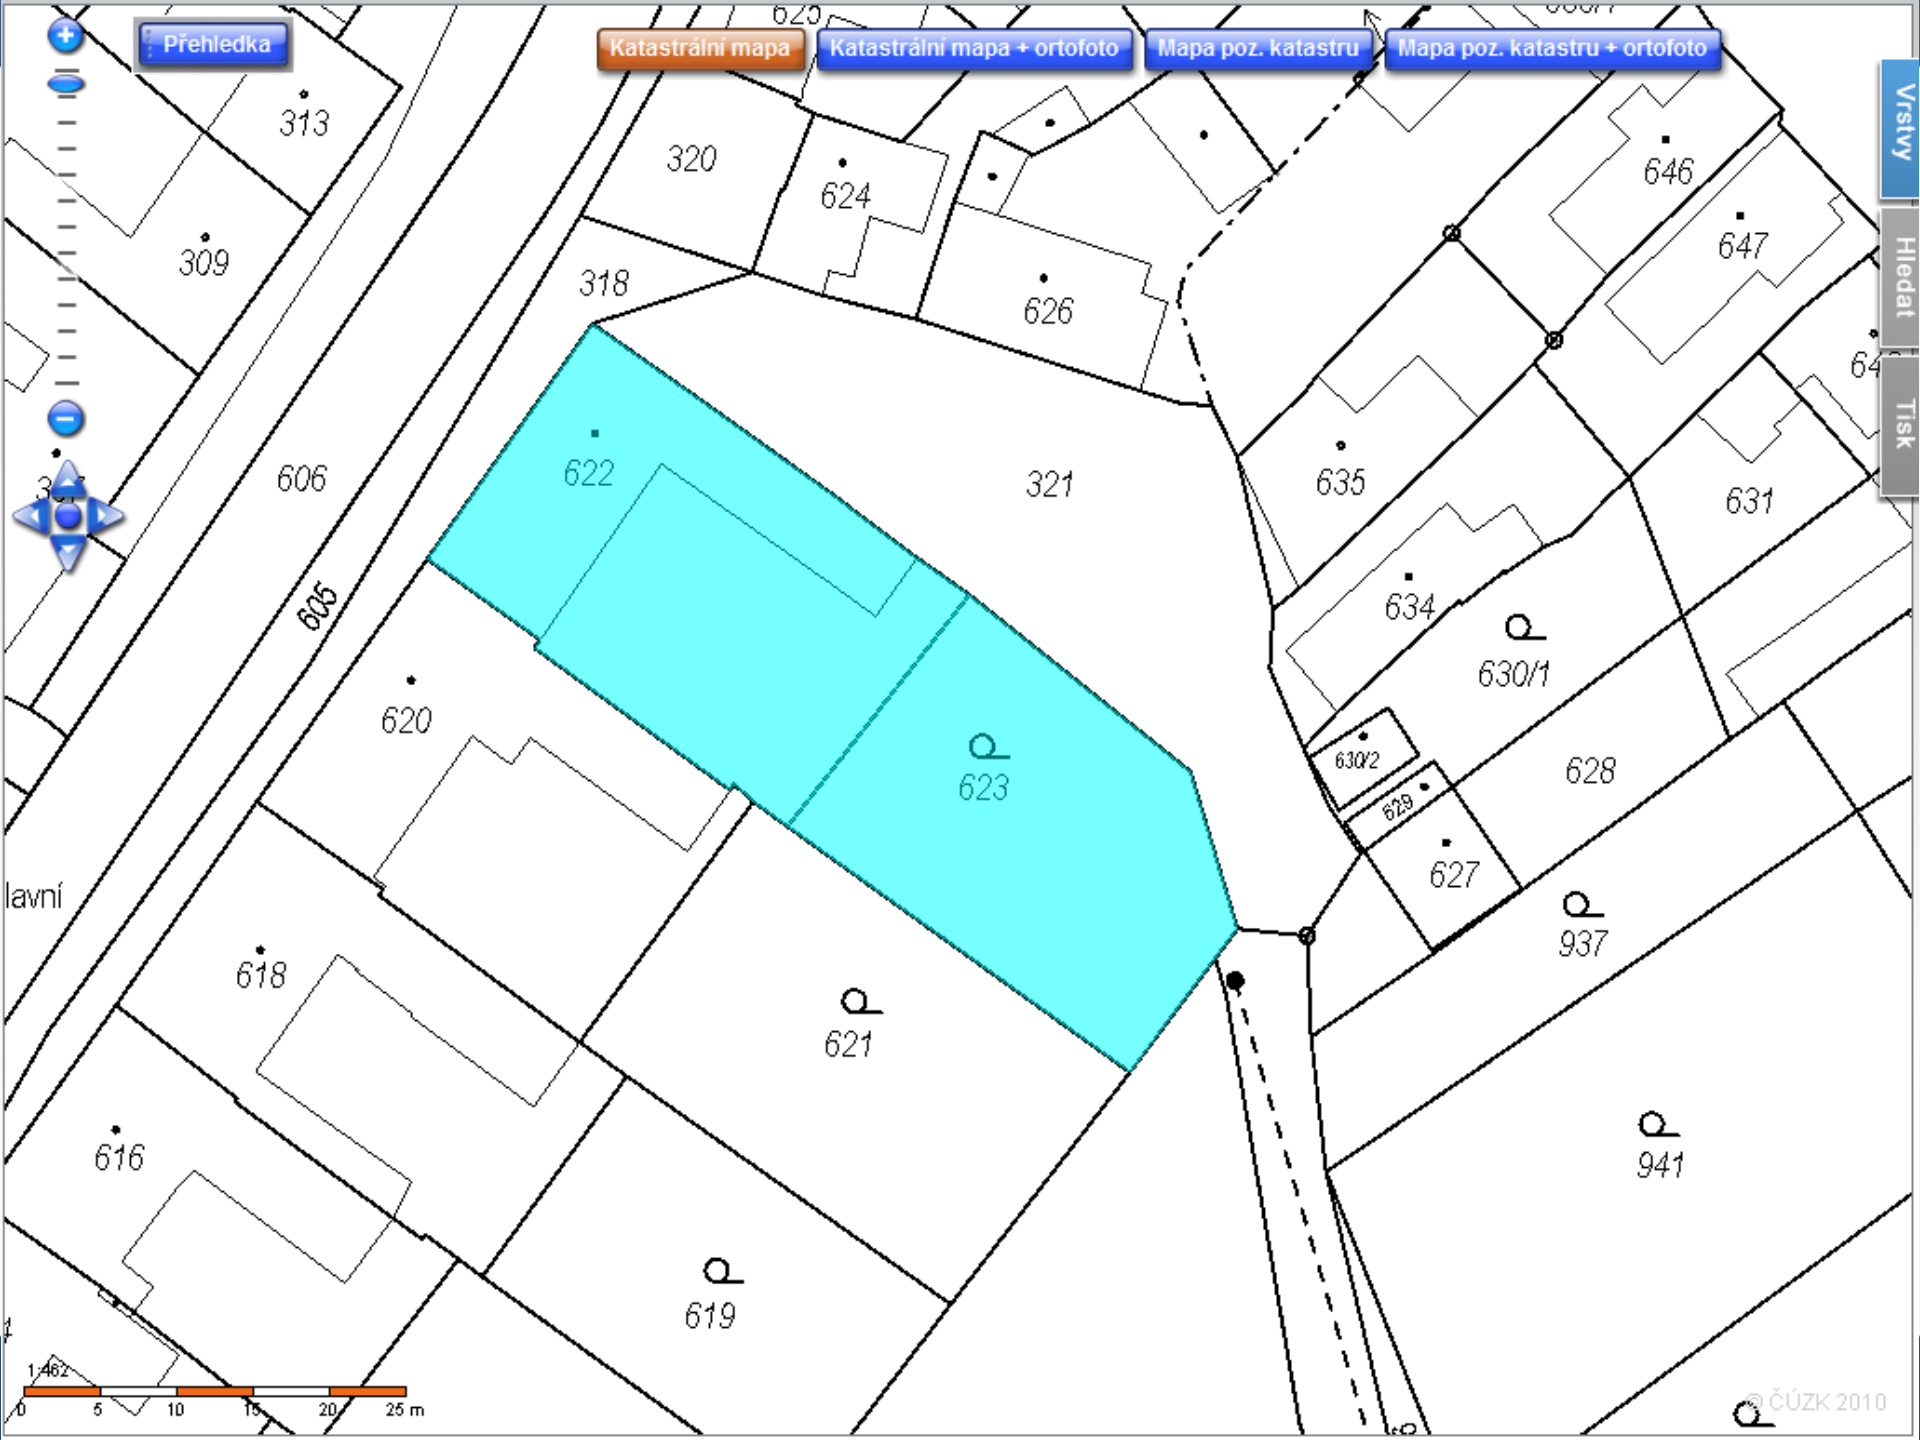 Přehledka
Katastrální mapa
Katastrální mapa + ortofoto
Mapa poz. katastru
Mapa poz. katastru + ortofoto
Vrstvy
Hledat
Tisk
625
313
320
624
646
647
309
318
626
606
622
321
635
631
605
634
620
630/1
623
630/2
628
629
627
lavní
618
621
937
616
941
619
1:462
0 5 10 15 20 25 m
© ČÚZK 2010